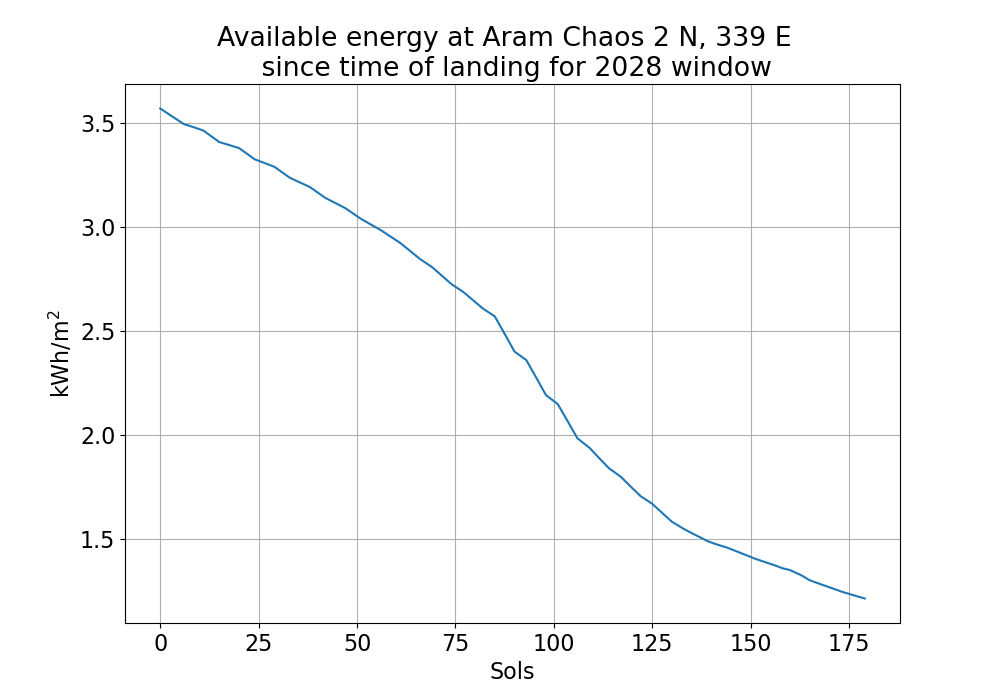 Available energy at Aram Chaos 2 N, 339 E
since time of landing for 2028 window
3.5
3.0
2.5
2.0
1.5
kWh/m²
0 25 50 75 100 125 150 175
Sols